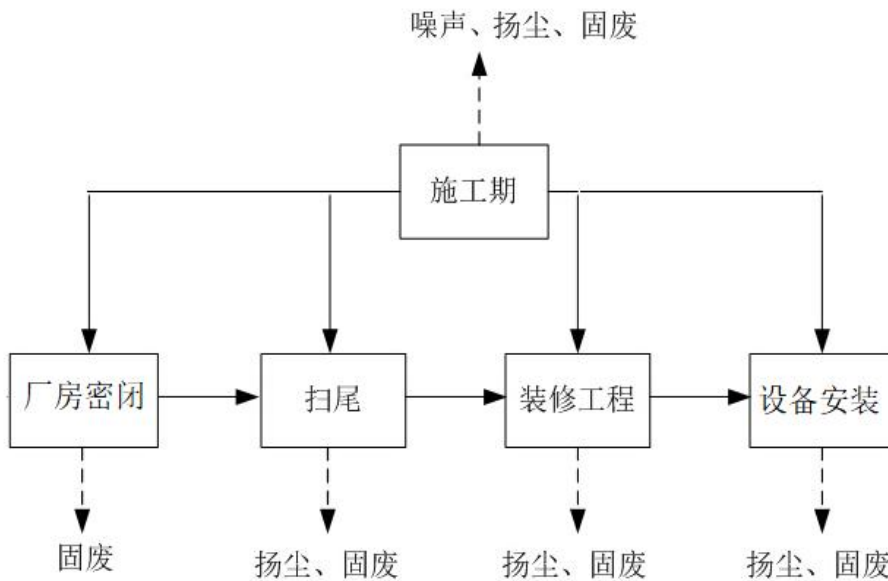 噪声、扬尘、固废
施工期
厂房密闭
扫尾
装修工程
设备安装
固废
扬尘、固废
扬尘、固废
扬尘、固废